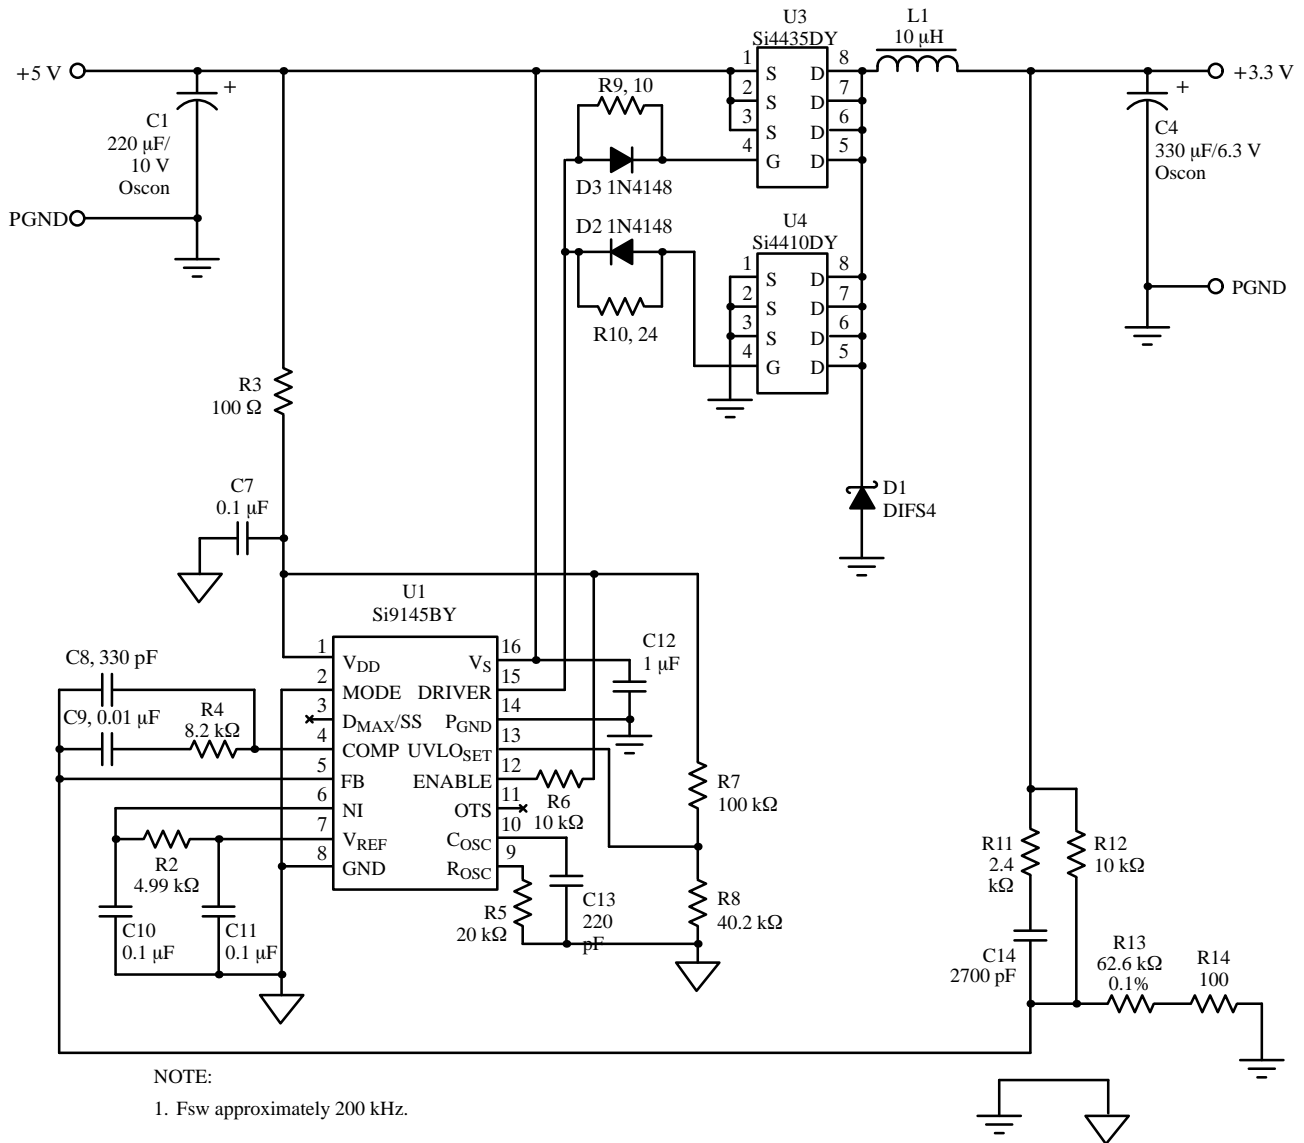 U3
Si4435DY
L1
10 µH
+5 V
+3.3 V
1 S D 8
2 S D 7
3 S D 6
4 G D 5
R9, 10
D3 1N4148
C1
220 µF/
10 V
Oscon
+
C4
330 µF/6.3 V
Oscon
+
PGND
D2 1N4148
R10, 24
U4
Si4410DY
1 S D 8
2 S D 7
3 S D 6
4 G D 5
PGND
R3
100 Ω
C7
0.1 µF
D1
DIFS4
U1
Si9145BY
1 VDD VS 16
2 MODE DRIVER 15
3 DMAX/SS PGND 14
4 COMP UVLOSET 13
5 FB ENABLE 12
6 NI OTS 11
7 VREF COSC 10
8 GND ROSC 9
C12
1 µF
C8, 330 pF
C9, 0.01 µF
R4
8.2 kΩ
R6
10 kΩ
R7
100 kΩ
R2
4.99 kΩ
C10
0.1 µF
C11
0.1 µF
R5
20 kΩ
C13
220
pF
R8
40.2 kΩ
R11
2.4
kΩ
R12
10 kΩ
C14
2700 pF
R13
62.6 kΩ
0.1%
R14
100
NOTE:
1. Fsw approximately 200 kHz.